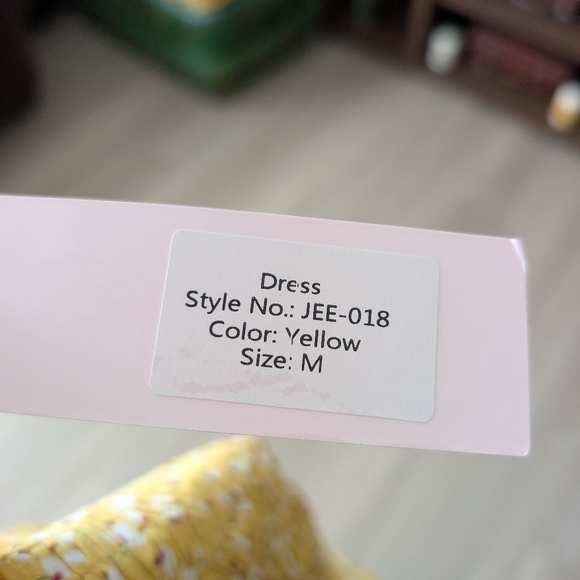 Dress
Style No.: JEE-018
Color: Yellow
Size: M